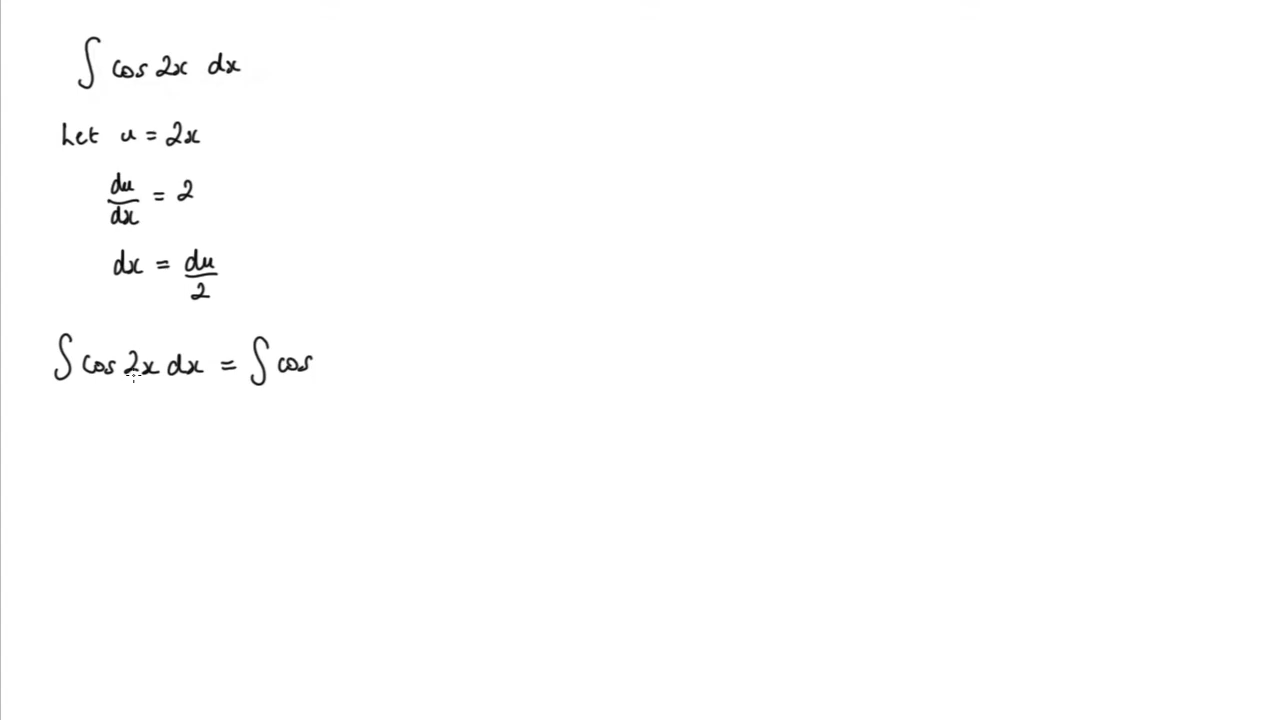 ∫ cos 2x dx
Let u = 2x
du/dx = 2
dx = du/2
∫ cos 2x dx = ∫ cos